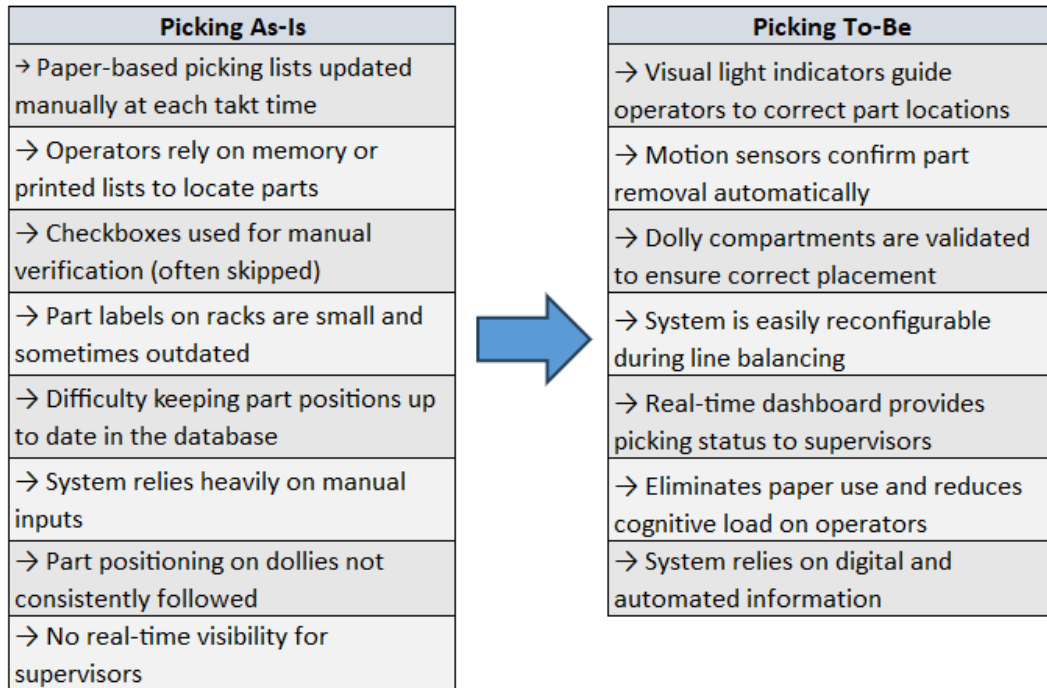 Picking As-Is
→ Paper-based picking lists updated
manually at each takt time
→ Operators rely on memory or
printed lists to locate parts
→ Checkboxes used for manual
verification (often skipped)
→ Part labels on racks are small and
sometimes outdated
→ Difficulty keeping part positions up
to date in the database
→ System relies heavily on manual
inputs
→ Part positioning on dollies not
consistently followed
→ No real-time visibility for
supervisors
Picking To-Be
→ Visual light indicators guide
operators to correct part locations
→ Motion sensors confirm part
removal automatically
→ Dolly compartments are validated
to ensure correct placement
→ System is easily reconfigurable
during line balancing
→ Real-time dashboard provides
picking status to supervisors
→ Eliminates paper use and reduces
cognitive load on operators
→ System relies on digital and
automated information